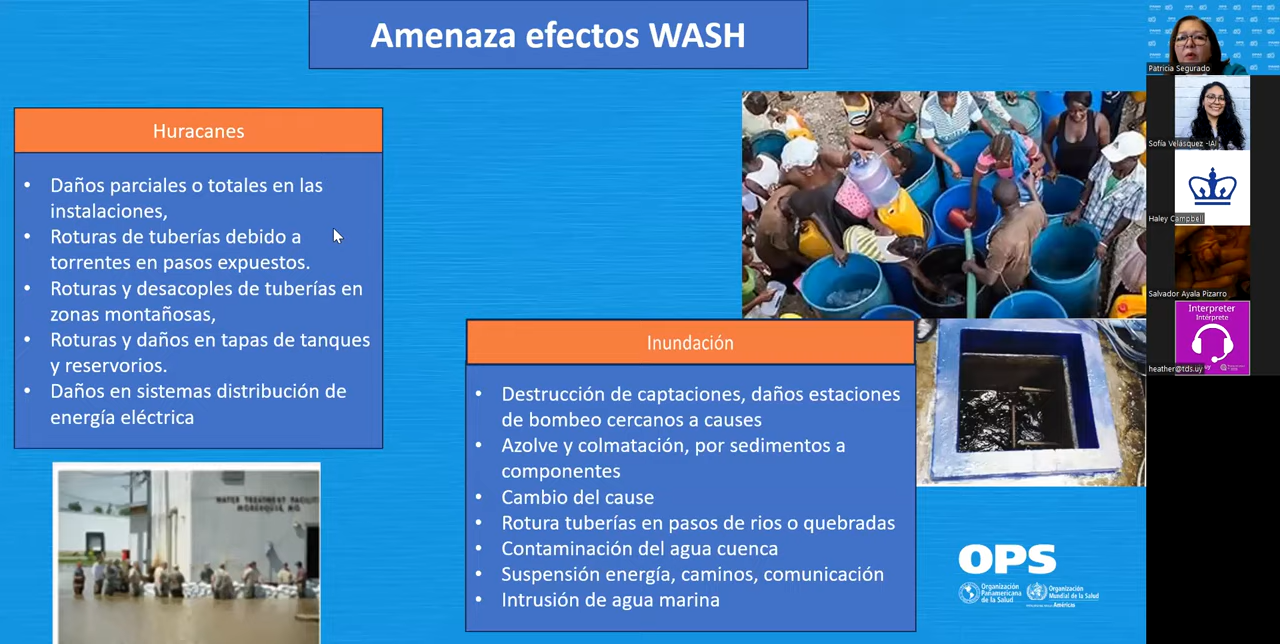 Amenaza efectos WASH
Huracanes
• Daños parciales o totales en las
instalaciones,
• Roturas de tuberías debido a
torrentes en pasos expuestos.
• Roturas y desacoples de tuberías en
zonas montañosas,
• Roturas y daños en tapas de tanques
y reservorios.
• Daños en sistemas distribución de
energía eléctrica
WATER TREATMENT
MOREHOUSE, MO
Inundación
• Destrucción de captaciones, daños estaciones
de bombeo cercanos a causes
• Azolve y colmatación, por sedimentos a
componentes
• Cambio del cause
• Rotura tuberías en pasos de rios o quebradas
• Contaminación del agua cuenca
• Suspensión energía, caminos, comunicación
• Intrusión de agua marina
OPS
Organización
Panamericana
de la Salud
Organización
Mundial de la Salud
Américas
Patricia Segurado
Sofía Velásquez -IAI
Haley Campbell
Salvador Ayala Pizarro
Interpreter
Intérprete
heather@tds.uy